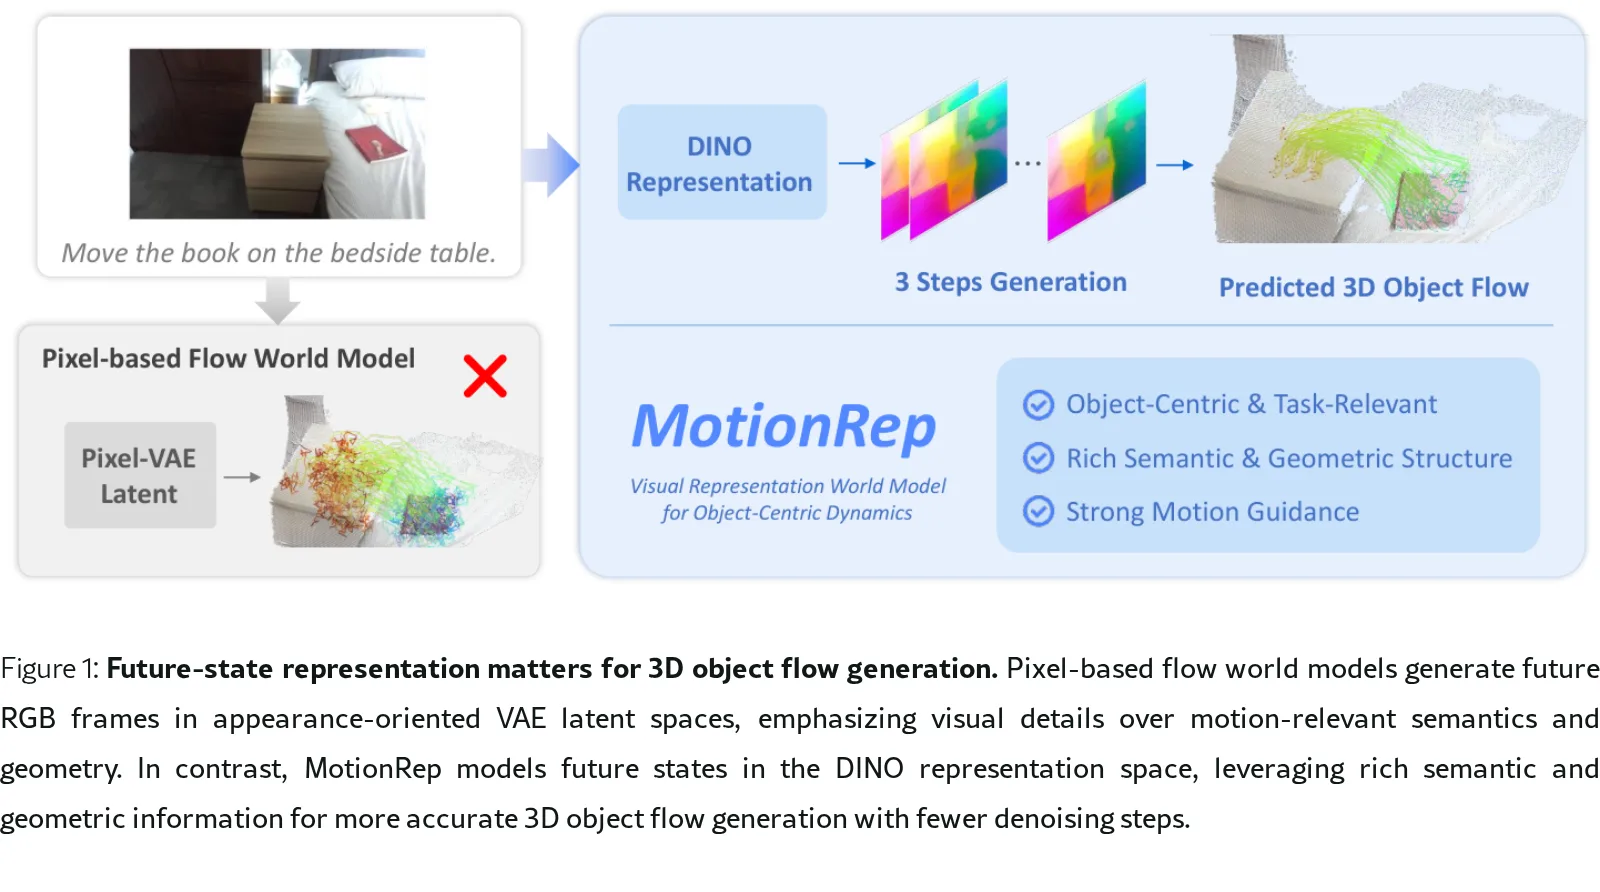 Move the book on the bedside table.
Pixel-based Flow World Model
Pixel-VAE
Latent
DINO
Representation
...
3 Steps Generation
Predicted 3D Object Flow
MotionRep
Visual Representation World Model
for Object-Centric Dynamics
Object-Centric & Task-Relevant
Rich Semantic & Geometric Structure
Strong Motion Guidance
Figure 1: Future-state representation matters for 3D object flow generation. Pixel-based flow world models generate future
RGB frames in appearance-oriented VAE latent spaces, emphasizing visual details over motion-relevant semantics and
geometry. In contrast, MotionRep models future states in the DINO representation space, leveraging rich semantic and
geometric information for more accurate 3D object flow generation with fewer denoising steps.